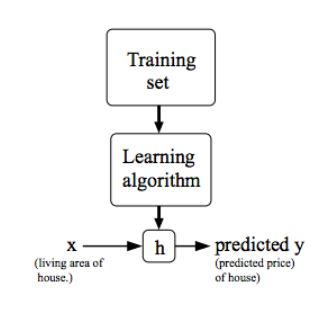 Training
set
Learning
algorithm
x
h
predicted y
(living area of
house.)
(predicted price)
of house)